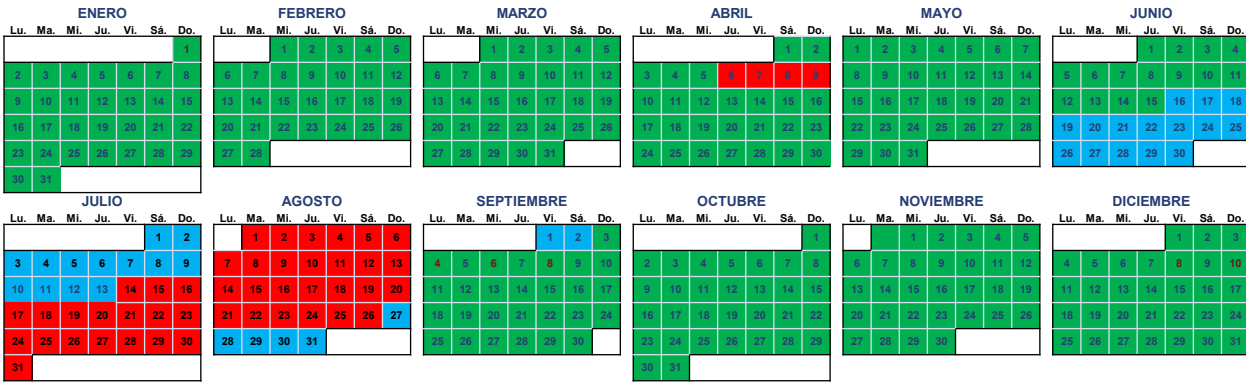 ENERO FEBRERO MARZO ABRIL MAYO JUNIO
Lu. Ma. Mi. Ju. Vi. Sá. Do. Lu. Ma. Mi. Ju. Vi. Sá. Do. Lu. Ma. Mi. Ju. Vi. Sá. Do. Lu. Ma. Mi. Ju. Vi. Sá. Do. Lu. Ma. Mi. Ju. Vi. Sá. Do. Lu. Ma. Mi. Ju. Vi. Sá. Do.
1 1 2 3 4 5 1 2 3 4 5 1 2 1 2 3 4 5 6 7 1 2 3 4
2 3 4 5 6 7 8 6 7 8 9 10 11 12 6 7 8 9 10 11 12 3 4 5 6 7 8 9 8 9 10 11 12 13 14 5 6 7 8 9 10 11
9 10 11 12 13 14 15 13 14 15 16 17 18 19 13 14 15 16 17 18 19 10 11 12 13 14 15 16 15 16 17 18 19 20 21 12 13 14 15 16 17 18
16 17 18 19 20 21 22 20 21 22 23 24 25 26 20 21 22 23 24 25 26 17 18 19 20 21 22 23 22 23 24 25 26 27 28 19 20 21 22 23 24 25
23 24 25 26 27 28 29 27 28 27 28 29 30 31 24 25 26 27 28 29 30 29 30 31 26 27 28 29 30
30 31
JULIO AGOSTO SEPTIEMBRE OCTUBRE NOVIEMBRE DICIEMBRE
Lu. Ma. Mi. Ju. Vi. Sá. Do. Lu. Ma. Mi. Ju. Vi. Sá. Do. Lu. Ma. Mi. Ju. Vi. Sá. Do. Lu. Ma. Mi. Ju. Vi. Sá. Do. Lu. Ma. Mi. Ju. Vi. Sá. Do. Lu. Ma. Mi. Ju. Vi. Sá. Do.
1 2 1 2 3 4 5 6 1 2 3 1 1 2 3 4 5 1 2 3
3 4 5 6 7 8 9 7 8 9 10 11 12 13 4 5 6 7 8 9 10 2 3 4 5 6 7 8 6 7 8 9 10 11 12 4 5 6 7 8 9 10
10 11 12 13 14 15 16 14 15 16 17 18 19 20 11 12 13 14 15 16 17 9 10 11 12 13 14 15 13 14 15 16 17 18 19 11 12 13 14 15 16 17
17 18 19 20 21 22 23 21 22 23 24 25 26 27 18 19 20 21 22 23 24 16 17 18 19 20 21 22 20 21 22 23 24 25 26 18 19 20 21 22 23 24
24 25 26 27 28 29 30 28 29 30 31 25 26 27 28 29 30 23 24 25 26 27 28 29 27 28 29 30 25 26 27 28 29 30 31
31 30 31